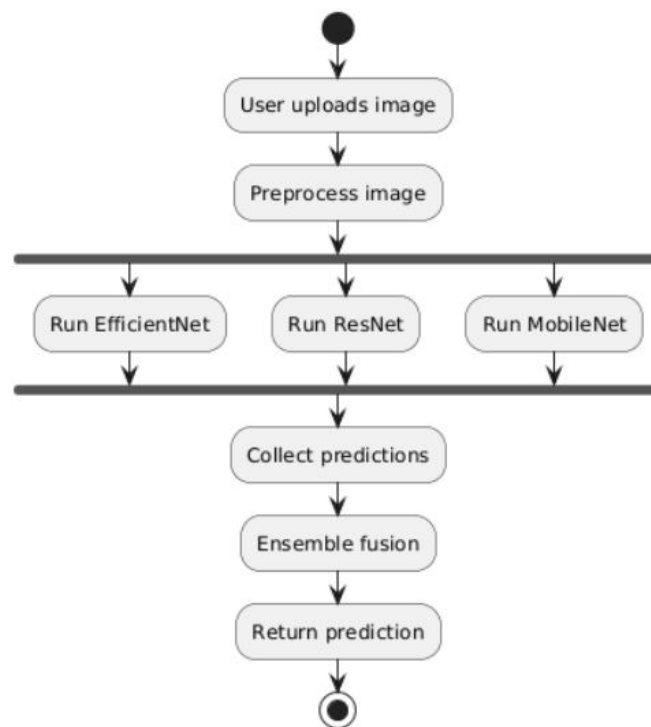 User uploads image
Preprocess image
Run EfficientNet
Run ResNet
Run MobileNet
Collect predictions
Ensemble fusion
Return prediction